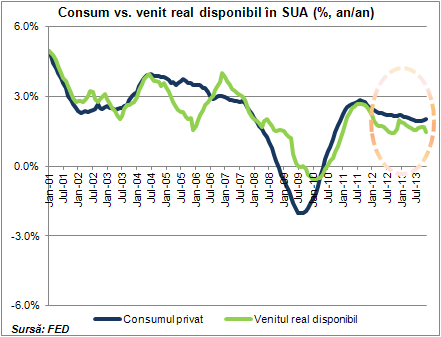 Consum vs. venit real disponibil în SUA (%, an/an)
6.0%
3.0%
0.0%
-3.0%
-6.0%
Jan-01
Jul-01
Jan-02
Jul-02
Jan-03
Jul-03
Jan-04
Jul-04
Jan-05
Jul-05
Jan-06
Jul-06
Jan-07
Jul-07
Jan-08
Jul-08
Jan-09
Jul-09
Jan-10
Jul-10
Jan-11
Jul-11
Jan-12
Jul-12
Jan-13
Jul-13
Consumul privat
Venitul real disponibil
Sursă: FED